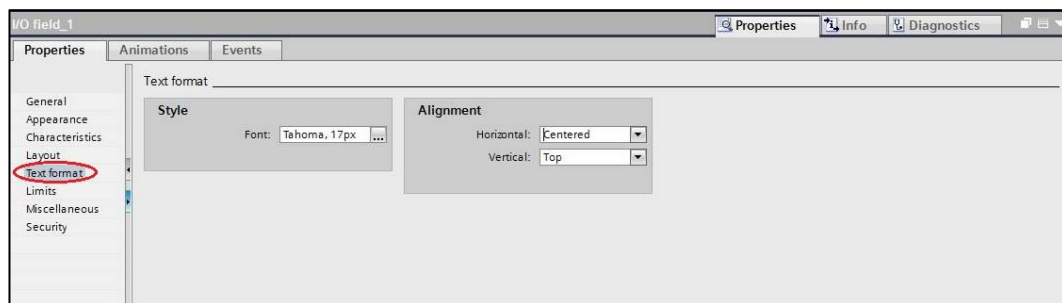 I/O field_1
Properties Info Diagnostics
Properties Animations Events
Text format
General
Appearance
Characteristics
Layout
Text format
Limits
Miscellaneous
Security
Style
Font: Tahoma, 17px ...
Alignment
Horizontal: Centered
Vertical: Top